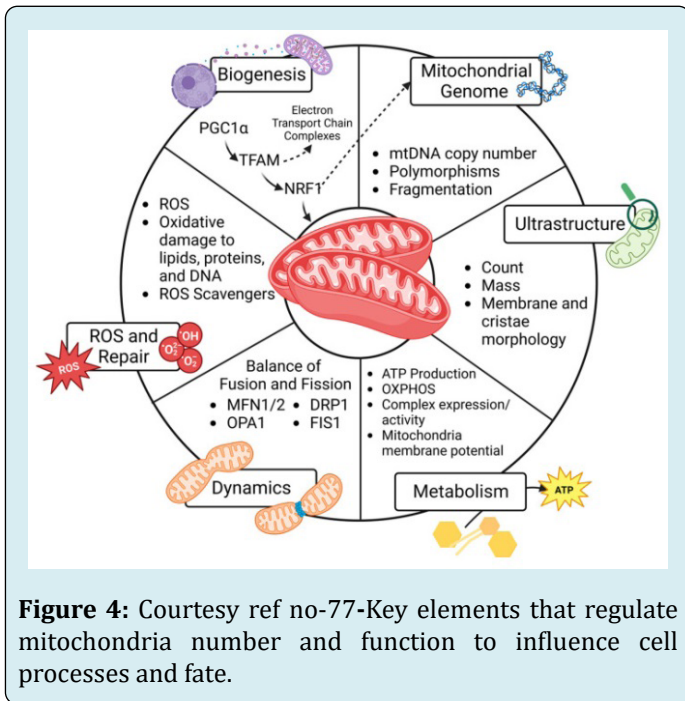 Biogenesis
PGC1α
TFAM
NRF1
Electron
Transport Chain
Complexes
Mitochondrial
Genome
• mtDNA copy number
• Polymorphisms
• Fragmentation
Ultrastructure
• Count
• Mass
• Membrane and
cristae
morphology
• ROS
• Oxidative
damage to
lipids, proteins,
and DNA
• ROS Scavengers
ROS and
Repair
ROS
•OH
•O₂²⁻
•O₂⁻
Balance of
Fusion and Fission
• MFN1/2 • DRP1
• OPA1 • FIS1
Dynamics
• ATP Production
• OXPHOS
• Complex expression/
activity
• Mitochondria
membrane potential
Metabolism
ATP
Figure 4: Courtesy ref no-77-Key elements that regulate
mitochondria number and function to influence cell
processes and fate.